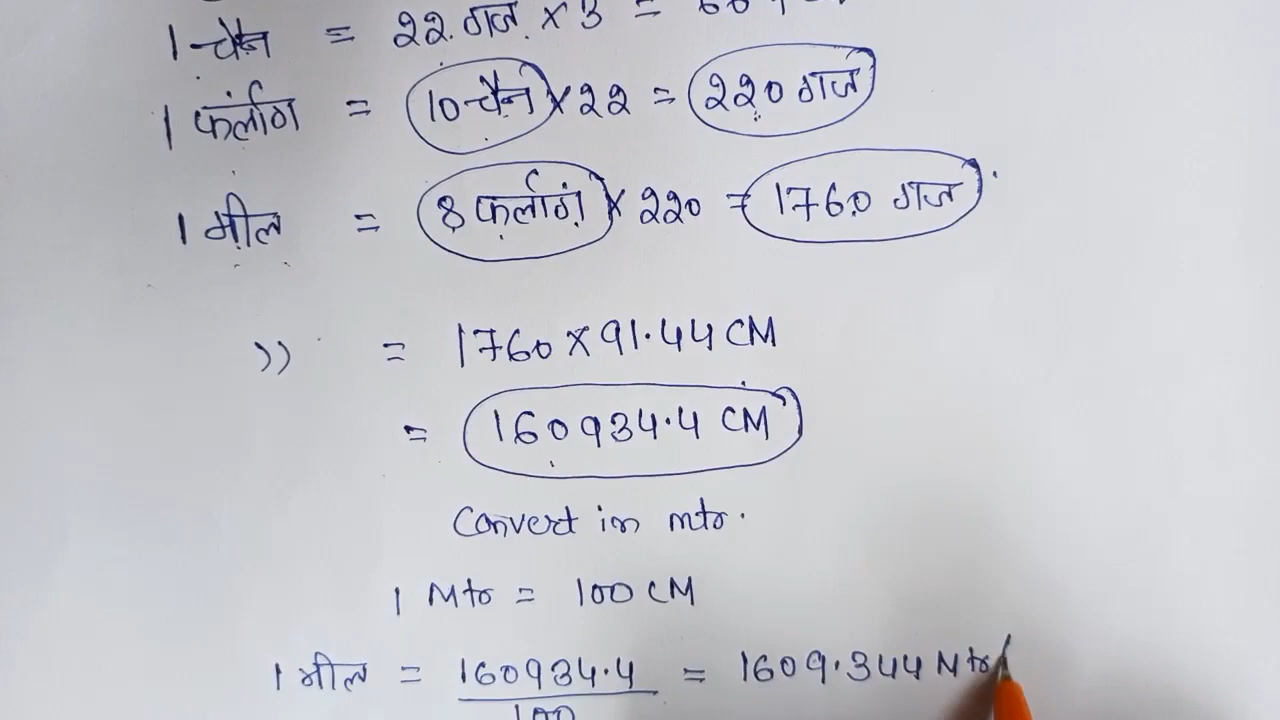 1 चैन = 22 गज × 3 =
1 फर्लांग = 10 चैन × 22 = 220 गज
1 मील = 8 फर्लांग × 220 = 1760 गज
,, = 1760 × 91.44 CM
= 160934.4 CM
Convert in mtr.
1 Mtr = 100 CM
1 मील = 160934.4 = 1609.344 Mtr
100